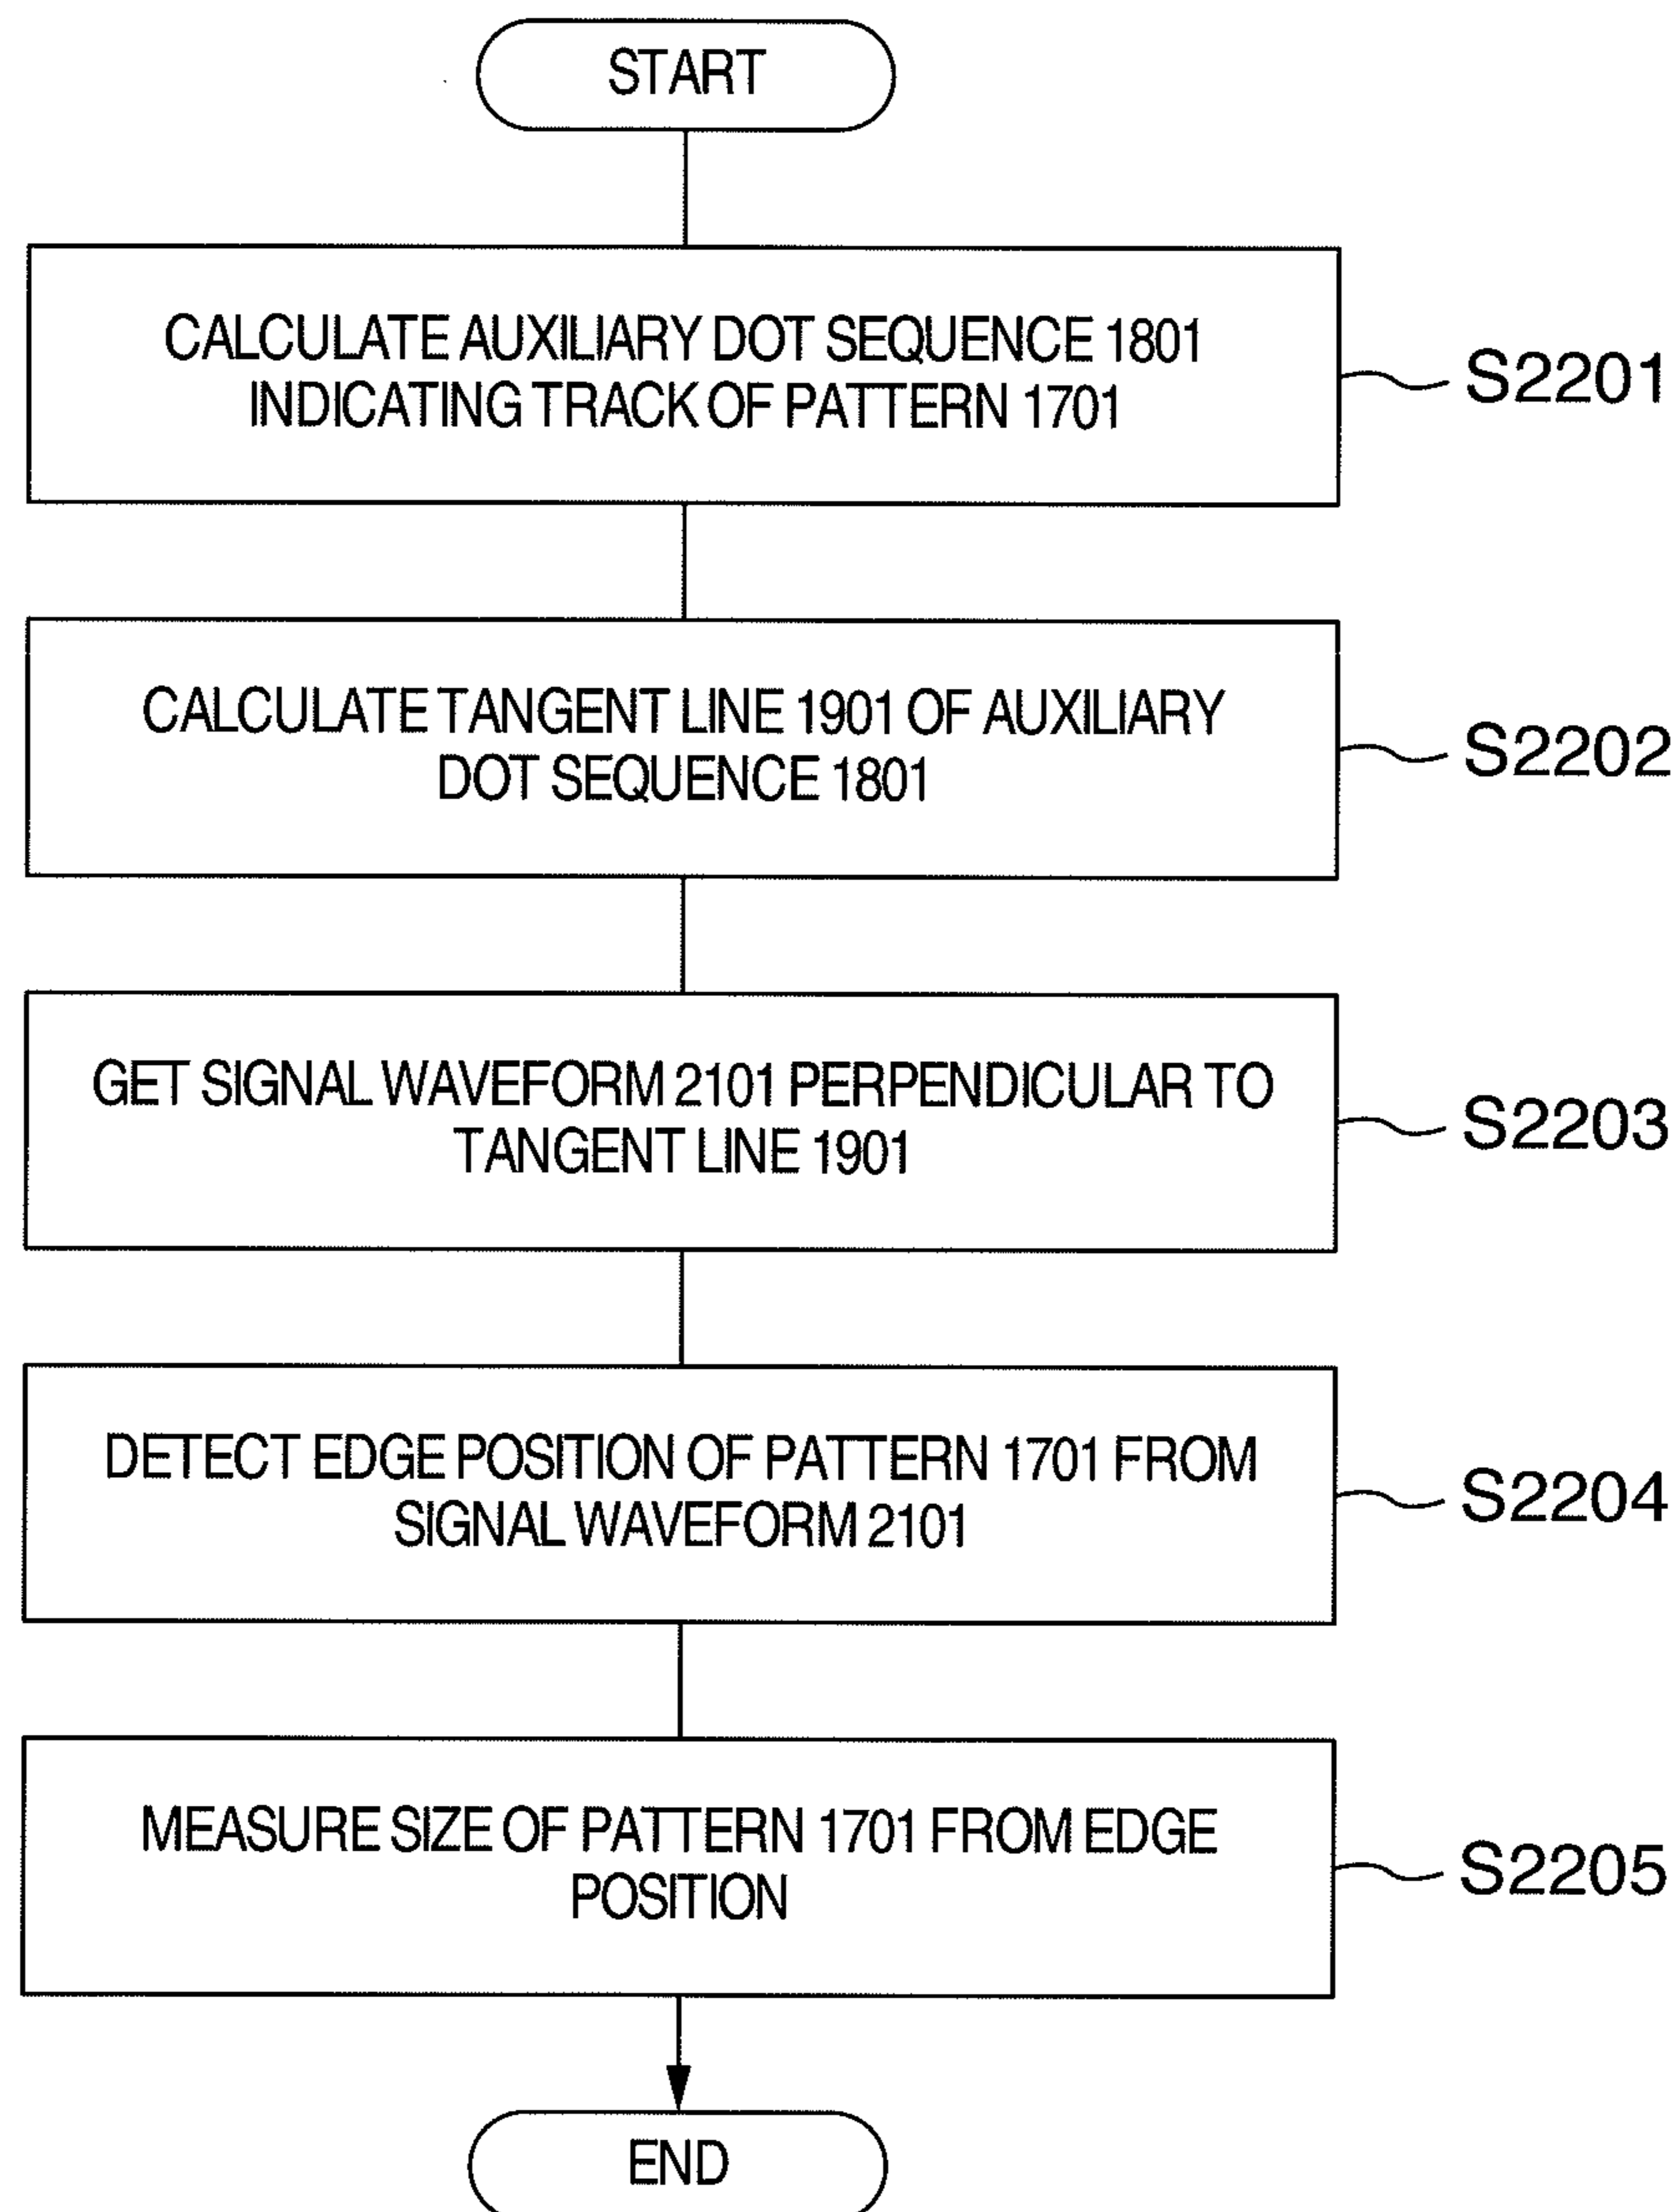 START
CALCULATE AUXILIARY DOT SEQUENCE 1801
INDICATING TRACK OF PATTERN 1701
S2201
CALCULATE TANGENT LINE 1901 OF AUXILIARY
DOT SEQUENCE 1801
S2202
GET SIGNAL WAVEFORM 2101 PERPENDICULAR TO
TANGENT LINE 1901
S2203
DETECT EDGE POSITION OF PATTERN 1701 FROM
SIGNAL WAVEFORM 2101
S2204
MEASURE SIZE OF PATTERN 1701 FROM EDGE
POSITION
S2205
END